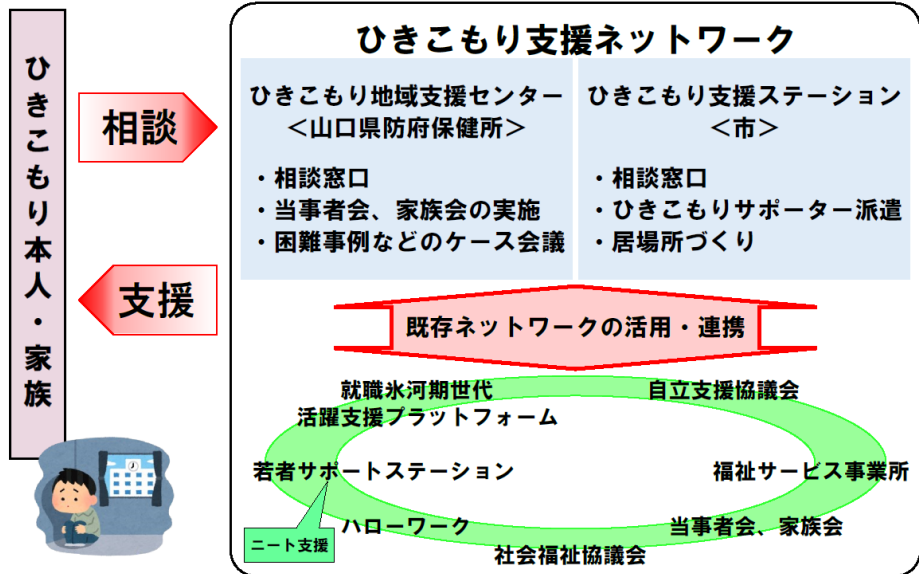 ひきこもり本人・家族
相談
支援
ひきこもり支援ネットワーク
ひきこもり地域支援センター
＜山口県防府保健所＞
・相談窓口
・当事者会、家族会の実施
・困難事例などのケース会議
ひきこもり支援ステーション
＜市＞
・相談窓口
・ひきこもりサポーター派遣
・居場所づくり
既存ネットワークの活用・連携
就職氷河期世代
活躍支援プラットフォーム
自立支援協議会
若者サポートステーション
福祉サービス事業所
ニート支援
ハローワーク
当事者会、家族会
社会福祉協議会